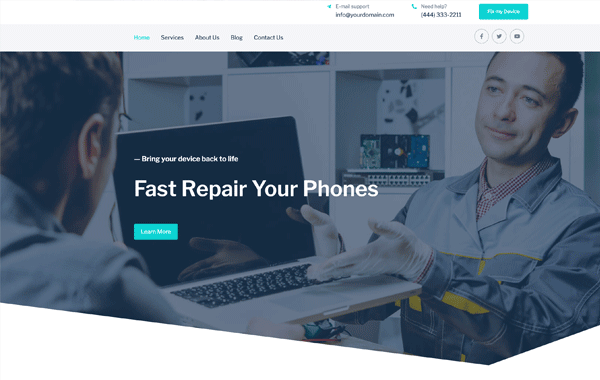 E-mail support
info@yourdomain.com
Need help?
(444) 333-2211
Fix my Device
Home
Services
About Us
Blog
Contact Us
— Bring your device back to life
Fast Repair Your Phones
Learn More